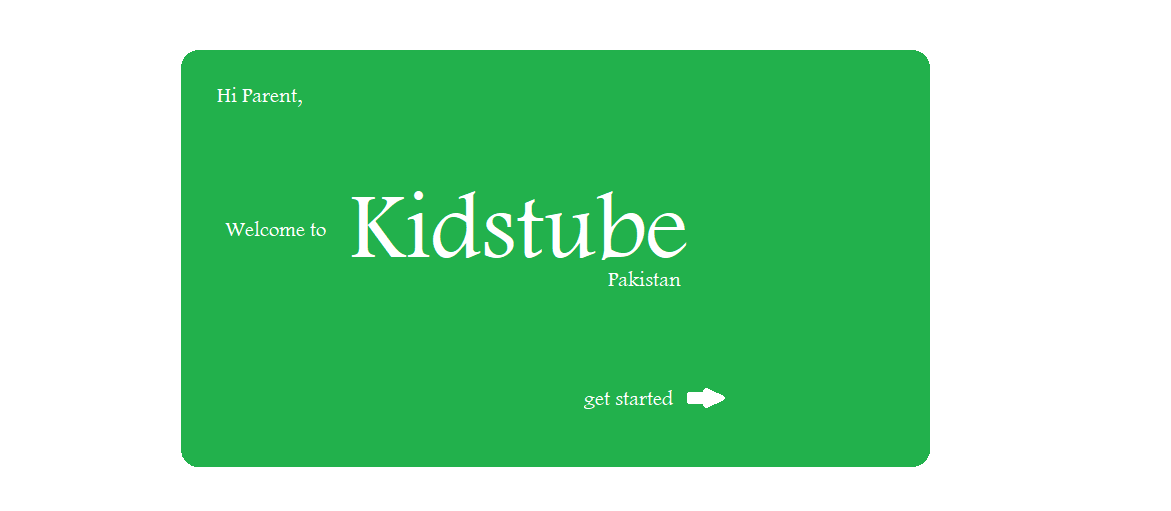 Hi Parent,
Welcome to Kidstube
Pakistan
get started